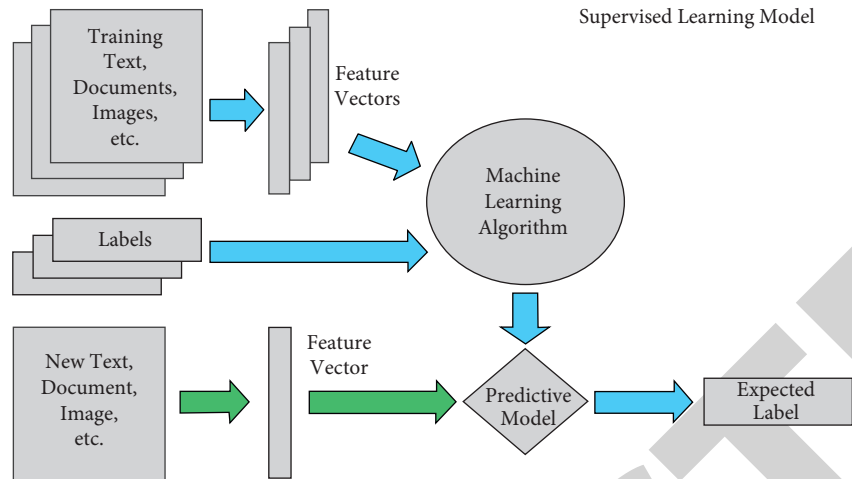 Supervised Learning Model
Training
Text,
Documents,
Images,
etc.
Feature
Vectors
Machine
Learning
Algorithm
Labels
New Text,
Document,
Image,
etc.
Feature
Vector
Predictive
Model
Expected
Label